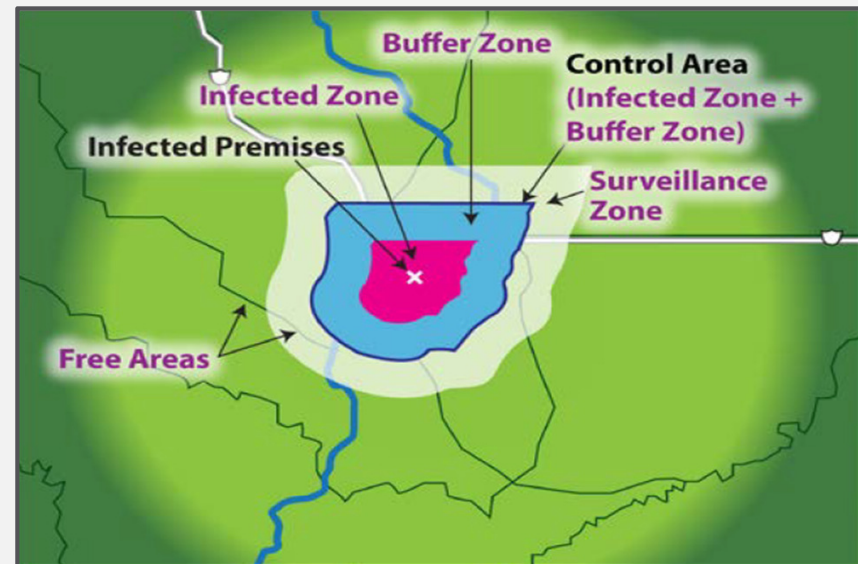 Buffer Zone
Control Area
(Infected Zone +
Buffer Zone)
Infected Zone
Infected Premises
Surveillance
Zone
Free Areas